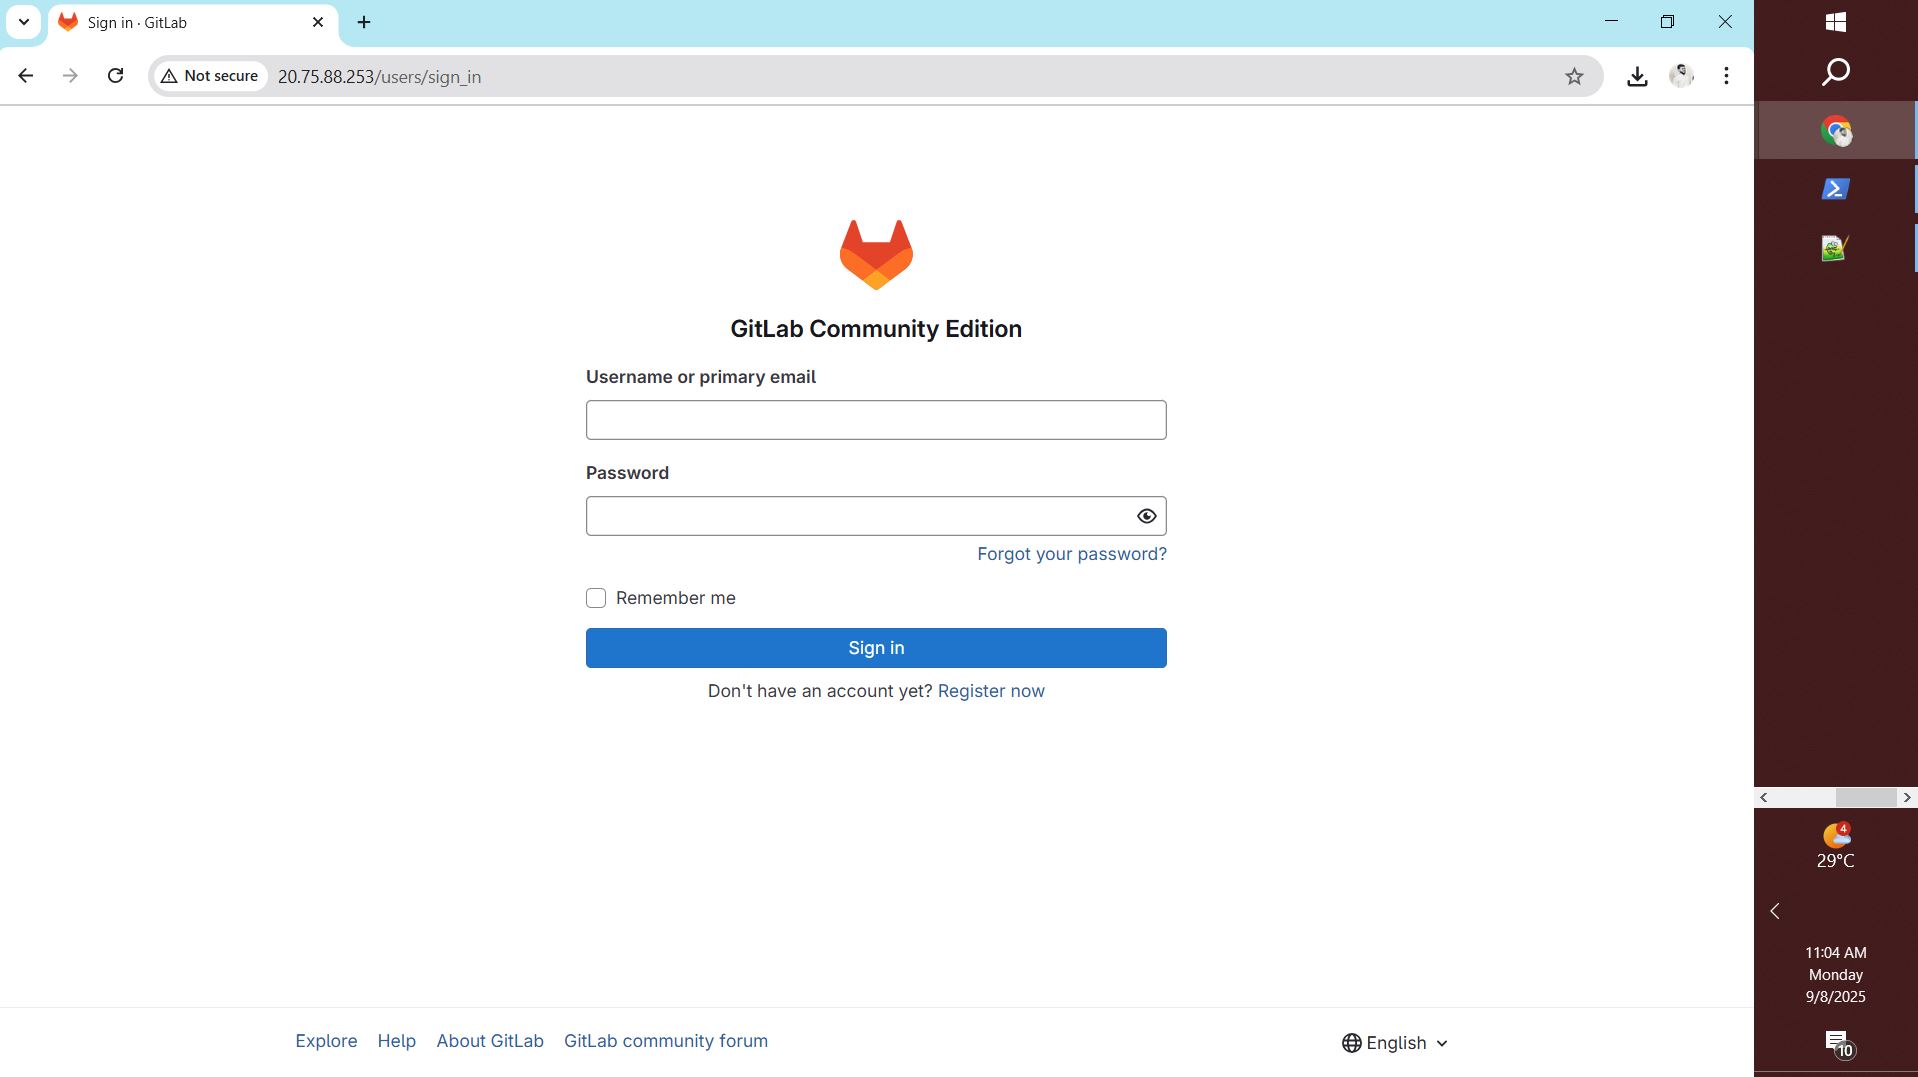 Sign in · GitLab
Not secure
20.75.88.253/users/sign_in
GitLab Community Edition
Username or primary email
Password
Forgot your password?
Remember me
Sign in
Don't have an account yet? Register now
Explore Help About GitLab GitLab community forum
English
4
29°C
11:04 AM
Monday
9/8/2025
10